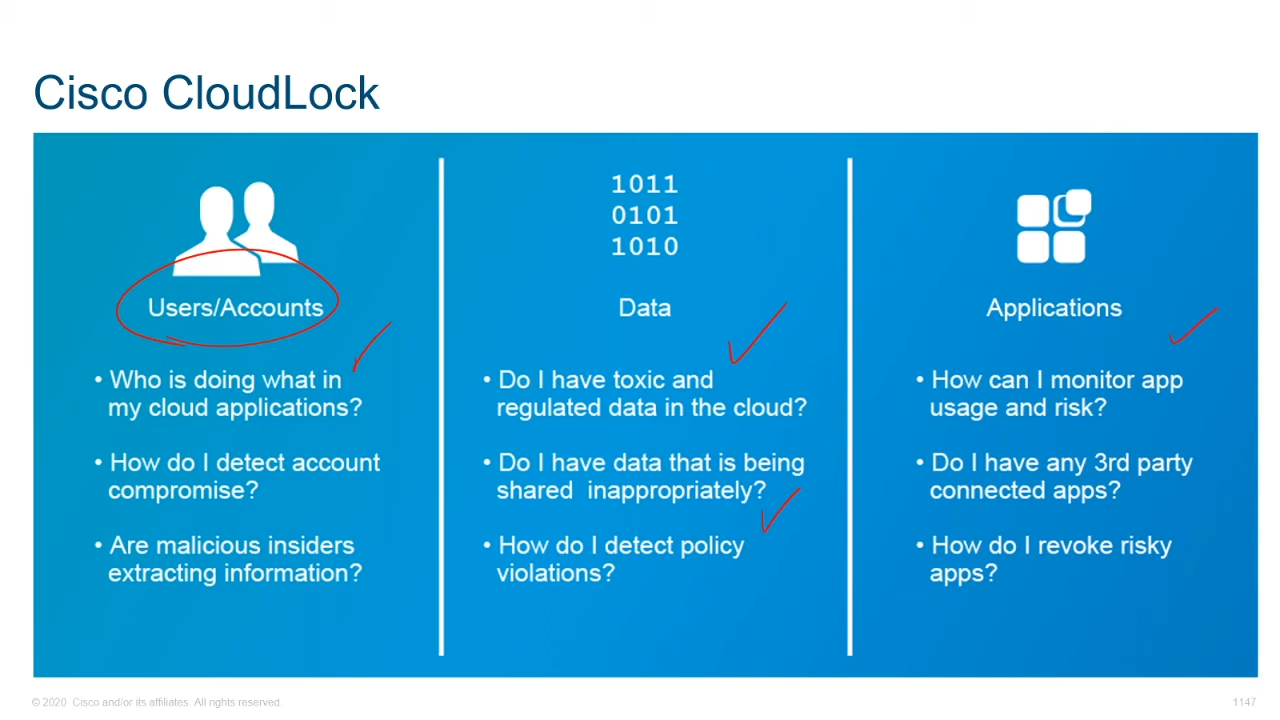 Cisco CloudLock
Users/Accounts
• Who is doing what in
my cloud applications?
• How do I detect account
compromise?
• Are malicious insiders
extracting information?
1011
0101
1010
Data
• Do I have toxic and
regulated data in the cloud?
• Do I have data that is being
shared inappropriately?
• How do I detect policy
violations?
Applications
• How can I monitor app
usage and risk?
• Do I have any 3rd party
connected apps?
• How do I revoke risky
apps?
© 2020 Cisco and/or its affiliates. All rights reserved.
1147